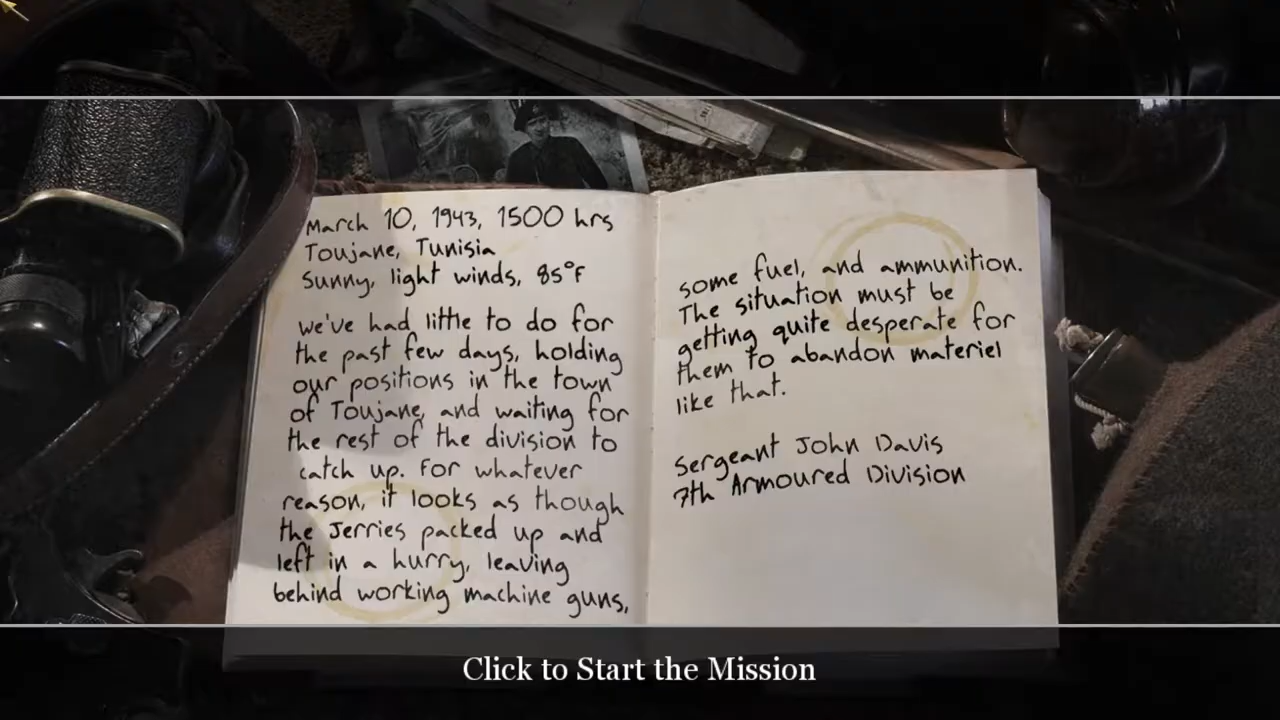 March 10, 1943, 1500 hrs
Toujane, Tunisia
Sunny, light winds, 85°F
We've had little to do for
the past few days, holding
our positions in the town
of Toujane, and waiting for
the rest of the division to
catch up. For whatever
reason, it looks as though
the Jerries packed up and
left in a hurry, leaving
behind working machine guns,
some fuel, and ammunition.
The situation must be
getting quite desperate for
them to abandon materiel
like that.
Sergeant John Davis
7th Armoured Division
Click to Start the Mission